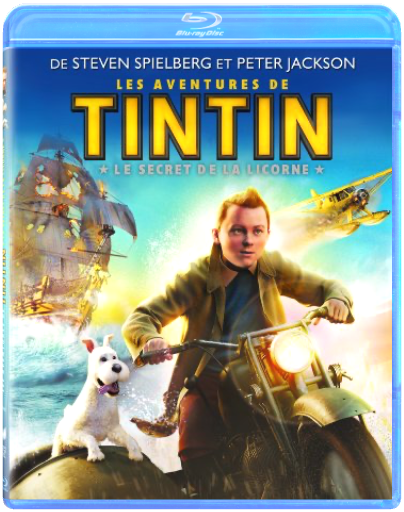 Blu-ray Disc
DE STEVEN SPIELBERG ET PETER JACKSON
LES AVENTURES DE
TINTIN
LE SECRET DE LA LICORNE